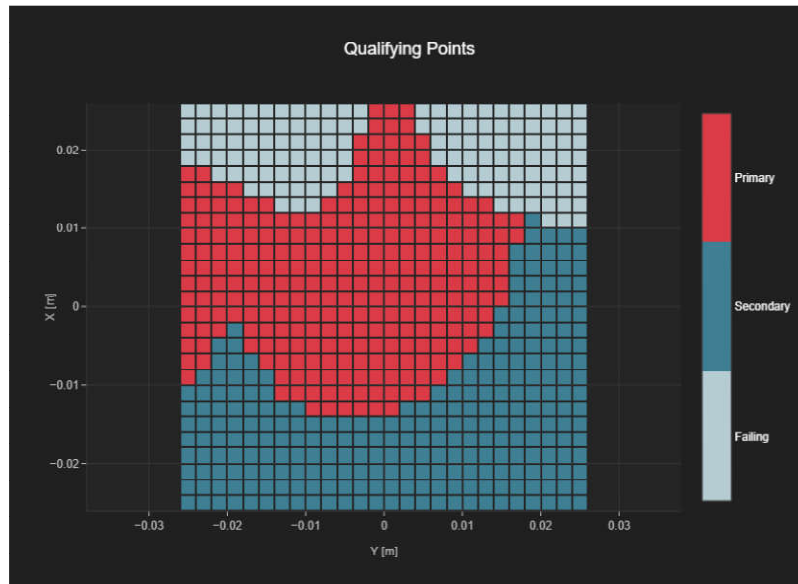 Qualifying Points
0.02
0.01
0
−0.01
−0.02
X [m]
−0.03
−0.02
−0.01
0
0.01
0.02
0.03
Y [m]
Primary
Secondary
Failing